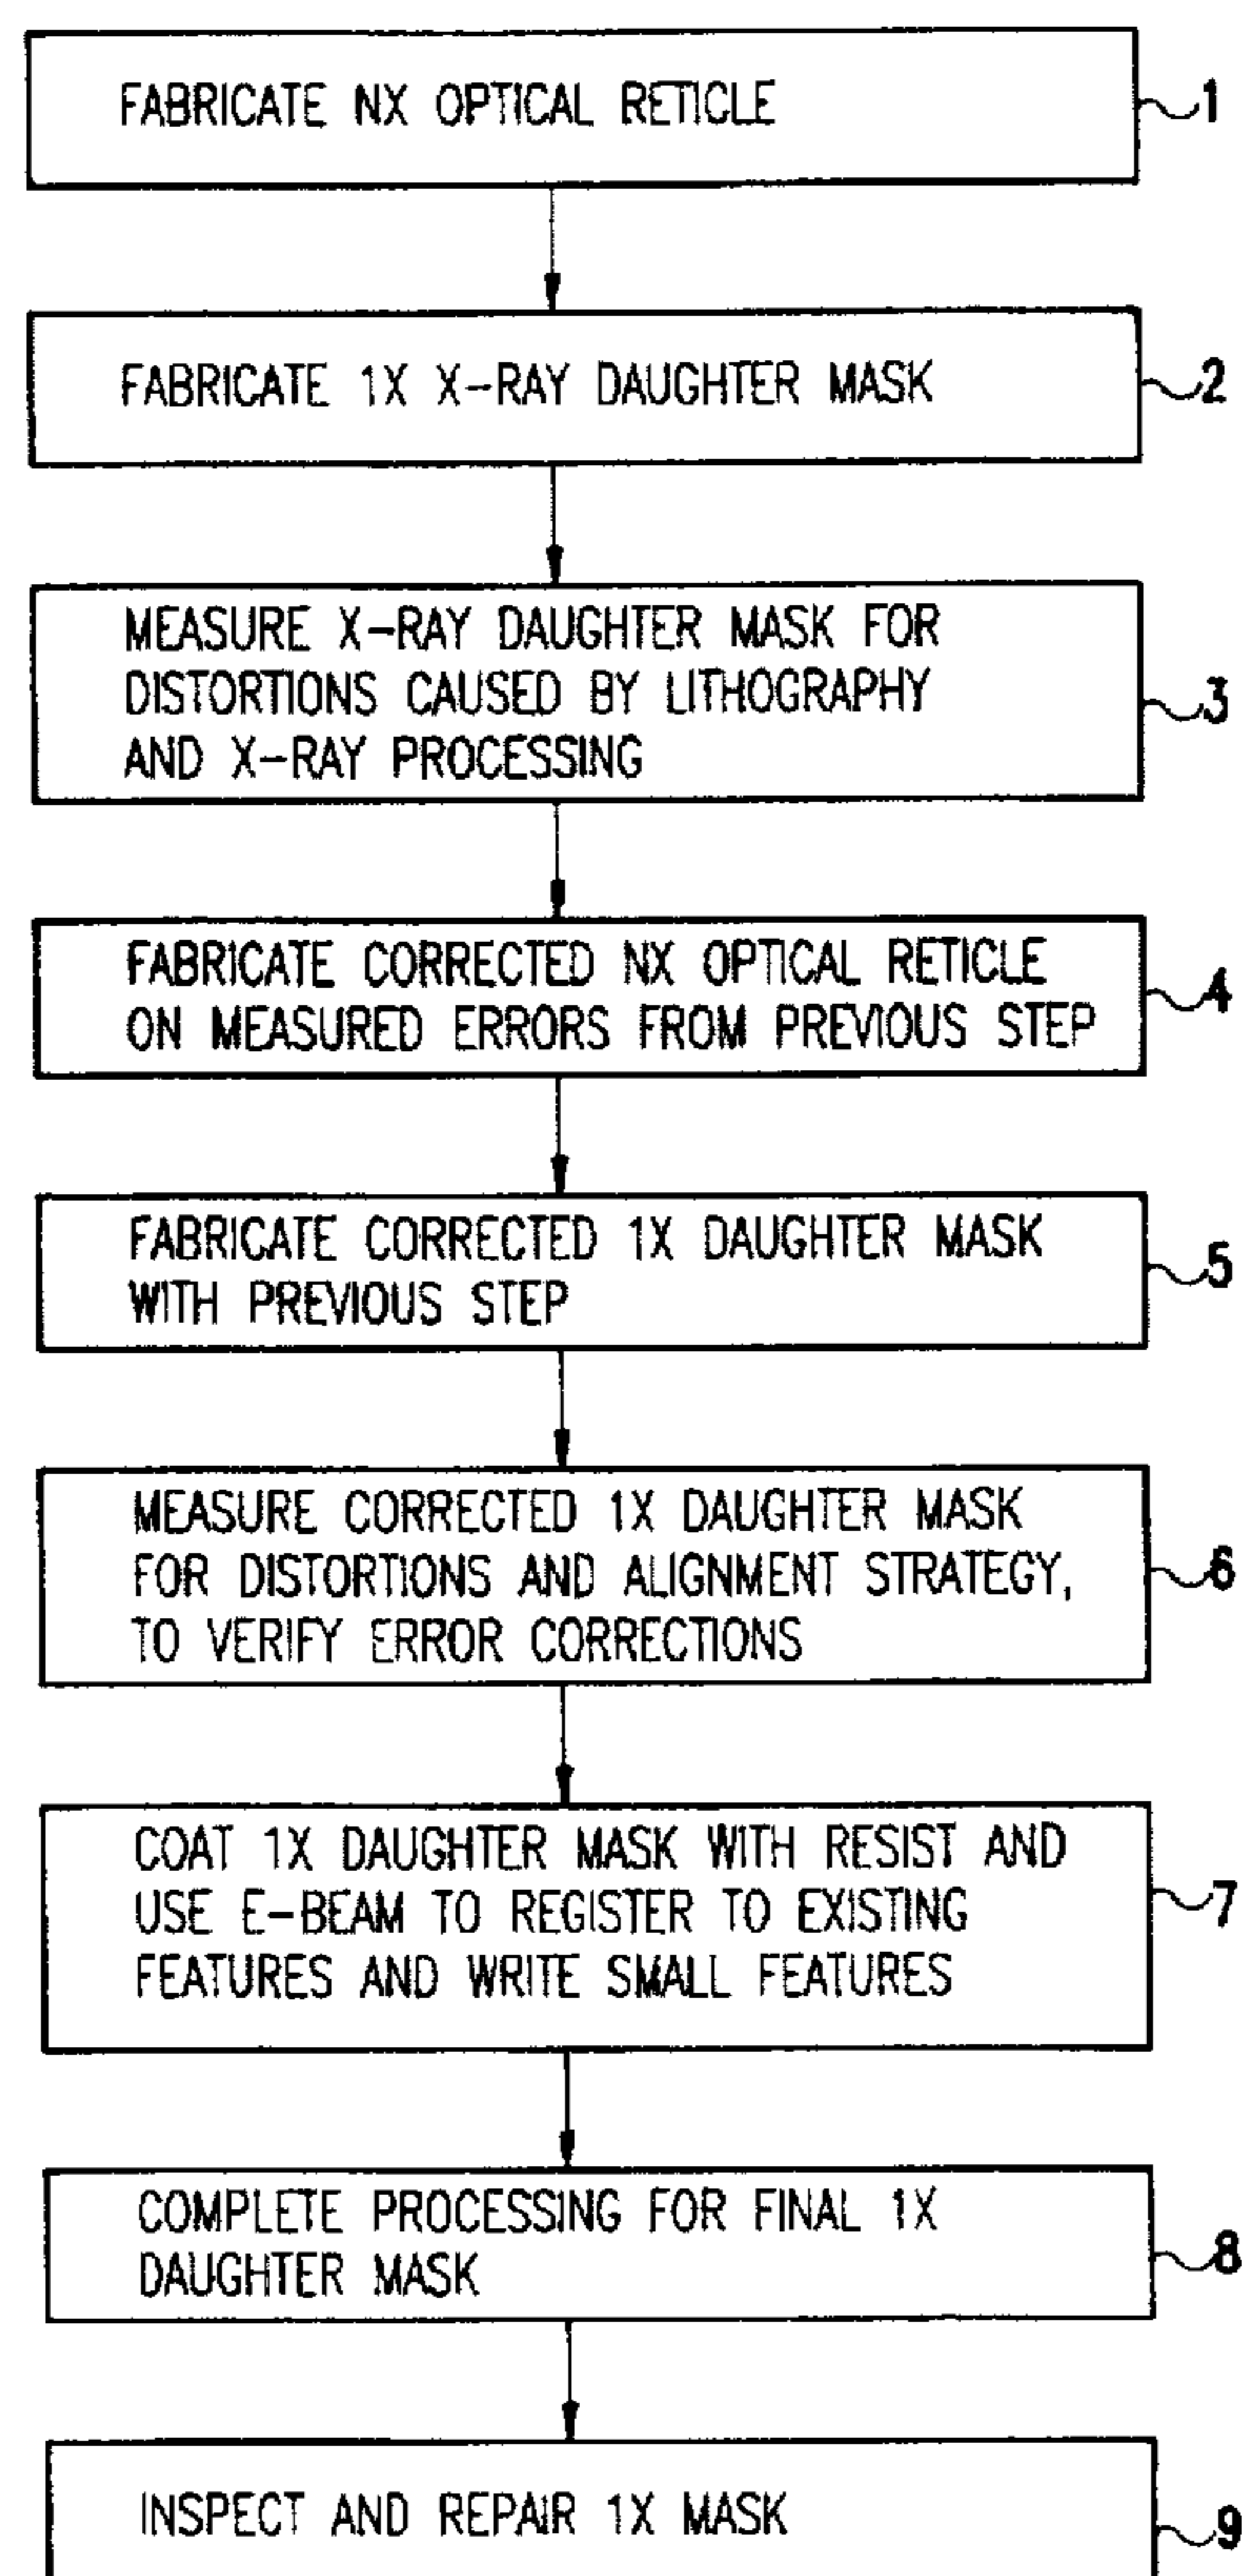 FABRICATE NX OPTICAL RETICLE
1
FABRICATE 1X X-RAY DAUGHTER MASK
2
MEASURE X-RAY DAUGHTER MASK FOR
DISTORTIONS CAUSED BY LITHOGRAPHY
AND X-RAY PROCESSING
3
FABRICATE CORRECTED NX OPTICAL RETICLE
ON MEASURED ERRORS FROM PREVIOUS STEP
4
FABRICATE CORRECTED 1X DAUGHTER MASK
WITH PREVIOUS STEP
5
MEASURE CORRECTED 1X DAUGHTER MASK
FOR DISTORTIONS AND ALIGNMENT STRATEGY,
TO VERIFY ERROR CORRECTIONS
6
COAT 1X DAUGHTER MASK WITH RESIST AND
USE E-BEAM TO REGISTER TO EXISTING
FEATURES AND WRITE SMALL FEATURES
7
COMPLETE PROCESSING FOR FINAL 1X
DAUGHTER MASK
8
INSPECT AND REPAIR 1X MASK
9